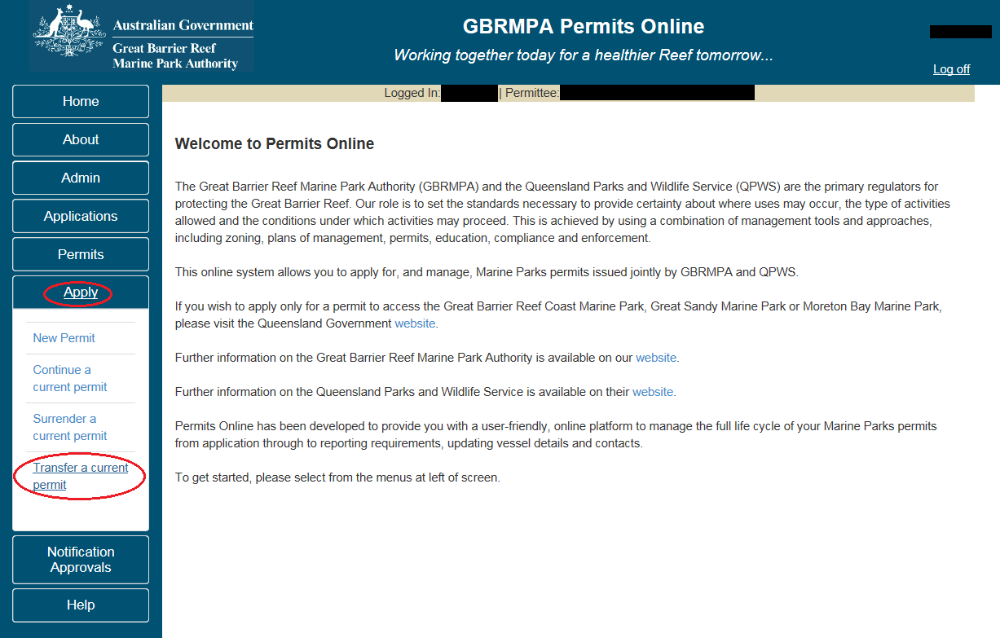 Australian Government
Great Barrier Reef
Marine Park Authority
GBRMPA Permits Online
Working together today for a healthier Reef tomorrow...
Log off
Home
About
Admin
Applications
Permits
Apply
New Permit
Continue a
current permit
Surrender a
current permit
Transfer a current
permit
Notification
Approvals
Help
Logged In:
| Permittee:
Welcome to Permits Online
The Great Barrier Reef Marine Park Authority (GBRMPA) and the Queensland Parks and Wildlife Service (QPWS) are the primary regulators for
protecting the Great Barrier Reef. Our role is to set the standards necessary to provide certainty about where uses may occur, the type of activities
allowed and the conditions under which activities may proceed. This is achieved by using a combination of management tools and approaches,
including zoning, plans of management, permits, education, compliance and enforcement.
This online system allows you to apply for, and manage, Marine Parks permits issued jointly by GBRMPA and QPWS.
If you wish to apply only for a permit to access the Great Barrier Reef Coast Marine Park, Great Sandy Marine Park or Moreton Bay Marine Park,
please visit the Queensland Government website.
Further information on the Great Barrier Reef Marine Park Authority is available on our website.
Further information on the Queensland Parks and Wildlife Service is available on their website.
Permits Online has been developed to provide you with a user-friendly, online platform to manage the full life cycle of your Marine Parks permits
from application through to reporting requirements, updating vessel details and contacts.
To get started, please select from the menus at left of screen.